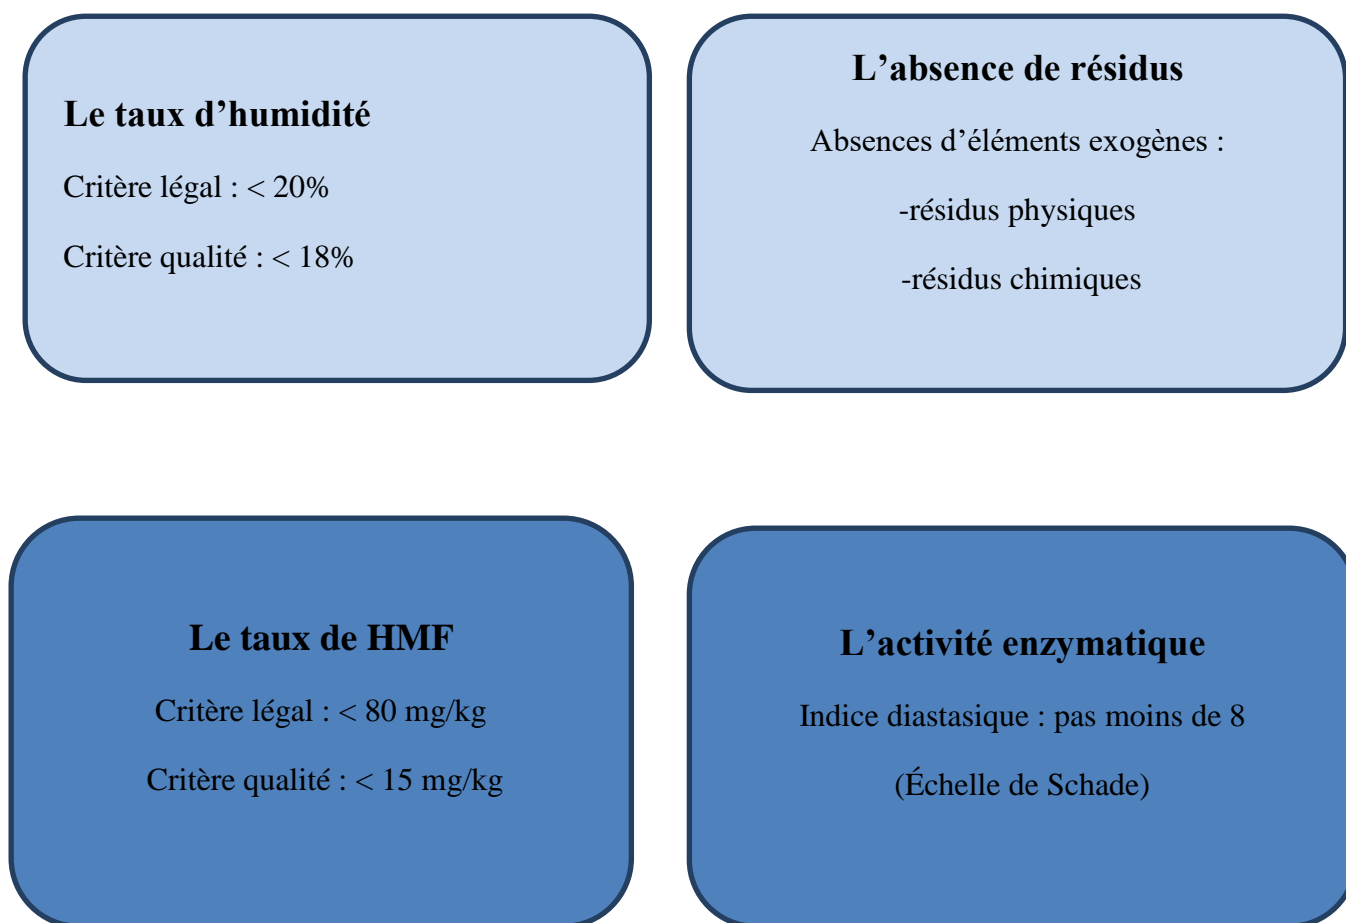 Le taux d’humidité
Critère légal : < 20%
Critère qualité : < 18%
L’absence de résidus
Absences d’éléments exogènes :
-résidus physiques
-résidus chimiques
Le taux de HMF
Critère légal : < 80 mg/kg
Critère qualité : < 15 mg/kg
L’activité enzymatique
Indice diastasique : pas moins de 8
(Échelle de Schade)